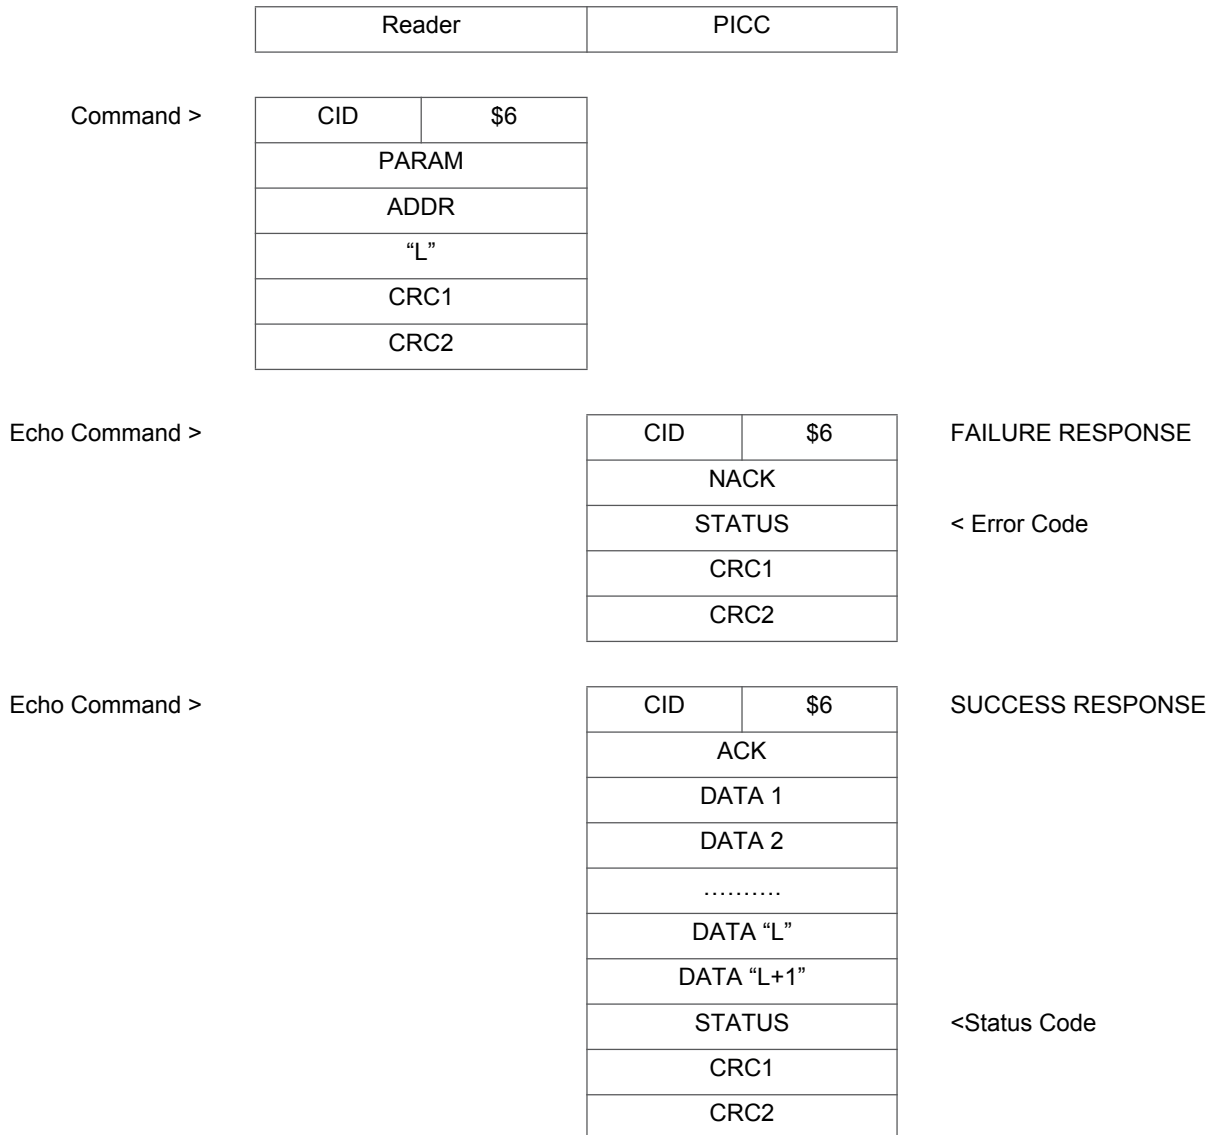 Reader PICC
Command > CID $6
PARAM
ADDR
“L”
CRC1
CRC2
Echo Command > CID $6 FAILURE RESPONSE
NACK
STATUS < Error Code
CRC1
CRC2
Echo Command > CID $6 SUCCESS RESPONSE
ACK
DATA 1
DATA 2
……….
DATA “L”
DATA “L+1”
STATUS <Status Code
CRC1
CRC2